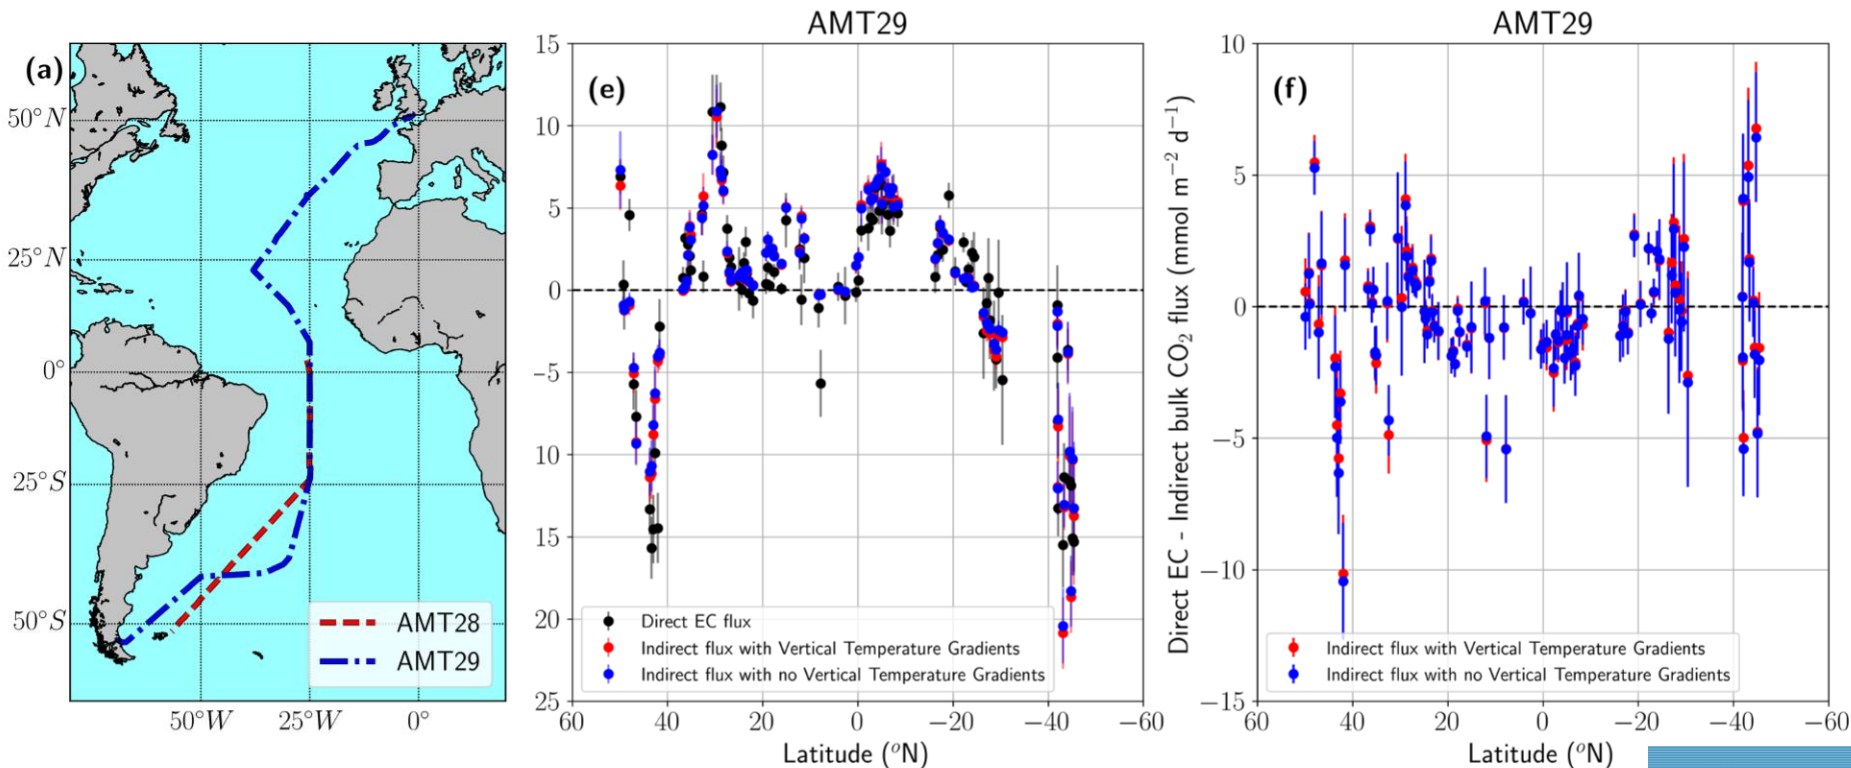 (a)
50° N
25° N
0°
25° S
50° S
50° W
25° W
0°
AMT28
AMT29
AMT29
(e)
15
10
5
0
−5
10
15
20
25
60
40
20
0
−20
−40
−60
Latitude (°N)
Direct EC flux
Indirect flux with Vertical Temperature Gradients
Indirect flux with no Vertical Temperature Gradients
AMT29
(f)
Direct EC - Indirect bulk CO₂ flux (mmol m⁻² d⁻¹)
10
5
0
−5
−10
−15
60
40
20
0
−20
−40
−60
Latitude (°N)
Indirect flux with Vertical Temperature Gradients
Indirect flux with no Vertical Temperature Gradients